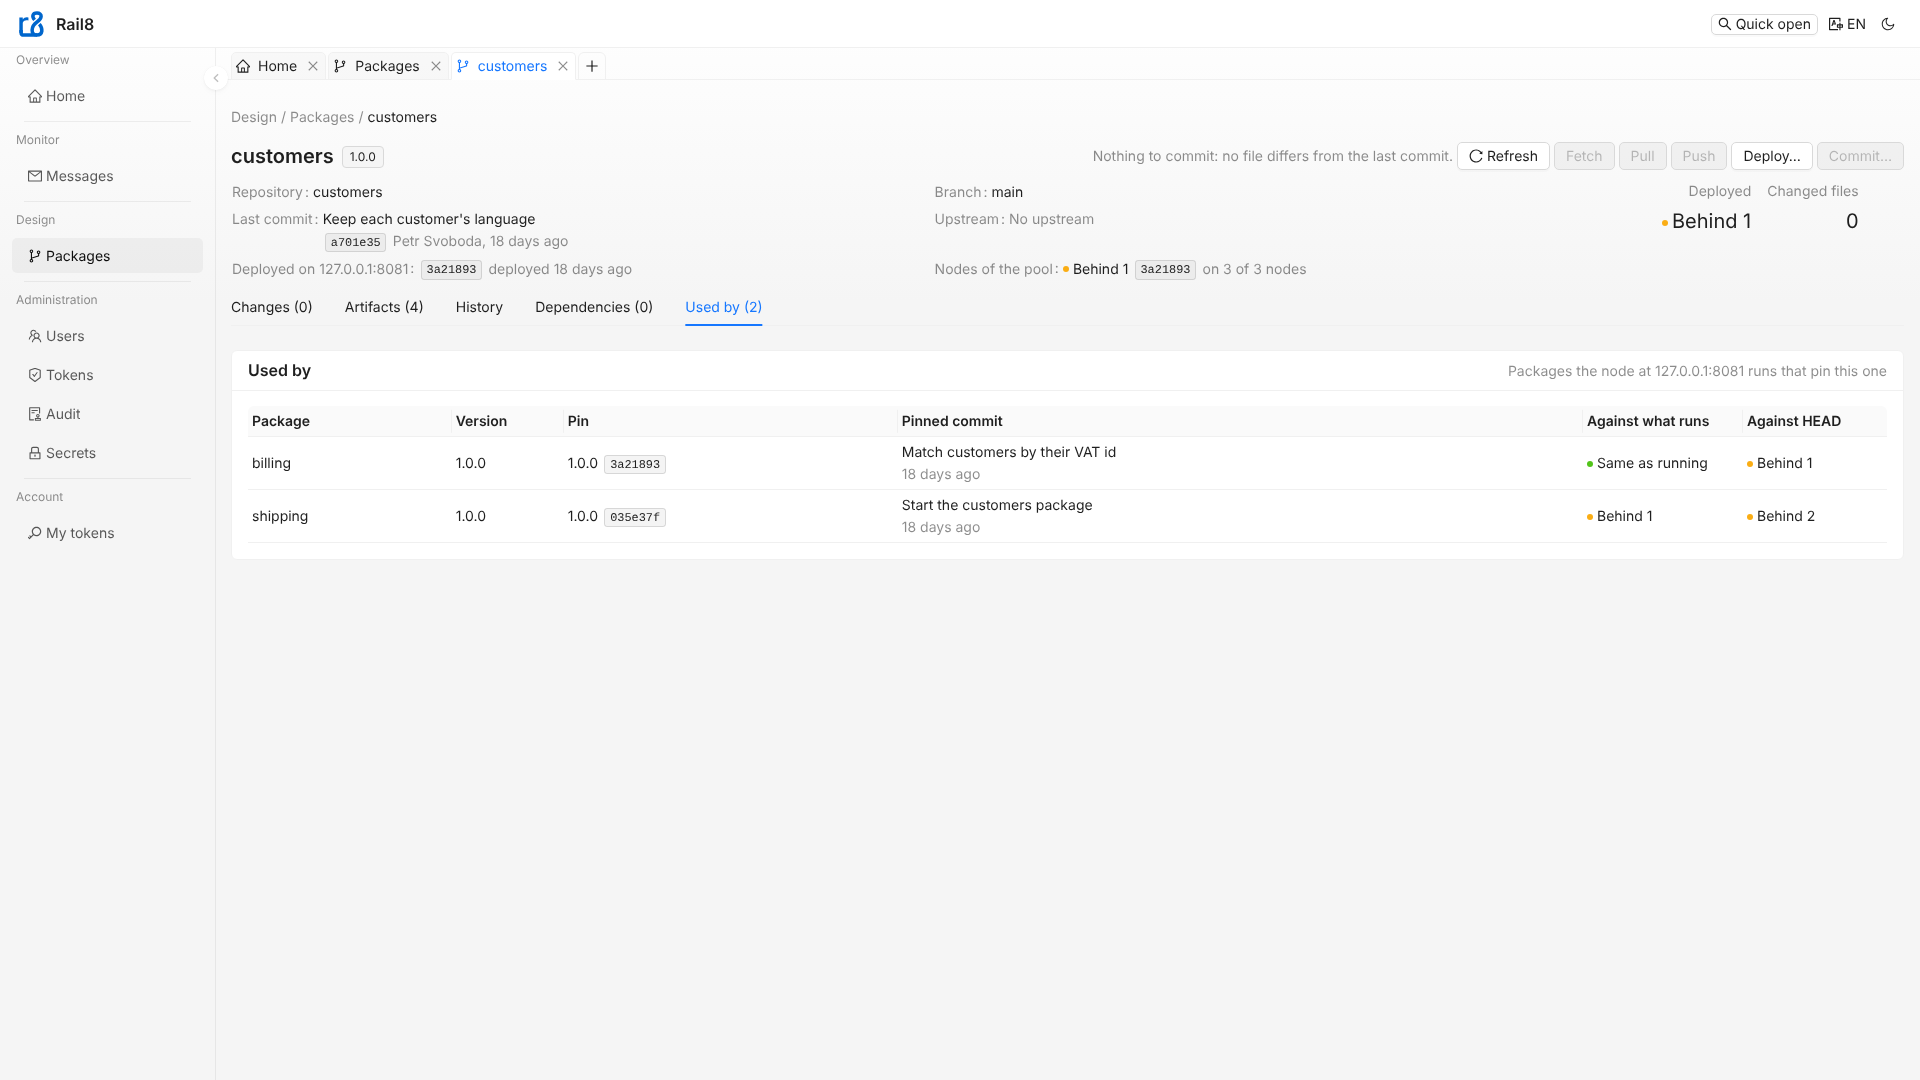 Rail8
Quick open
EN
Overview
Home
Monitor
Messages
Design
Packages
Administration
Users
Tokens
Audit
Secrets
Account
My tokens
Home
Packages
customers
Design / Packages / customers
customers 1.0.0
Nothing to commit: no file differs from the last commit.
Refresh
Fetch
Pull
Push
Deploy...
Commit...
Repository: customers
Branch: main
Deployed
Behind 1
Changed files
0
Last commit: Keep each customer's language
a701e35 Petr Svoboda, 18 days ago
Upstream: No upstream
Deployed on 127.0.0.1:8081: 3a21893 deployed 18 days ago
Nodes of the pool: Behind 1 3a21893 on 3 of 3 nodes
Changes (0)
Artifacts (4)
History
Dependencies (0)
Used by (2)
Used by
Packages the node at 127.0.0.1:8081 runs that pin this one
Package Version Pin Pinned commit Against what runs Against HEAD
billing 1.0.0 1.0.0 3a21893 Match customers by their VAT id
18 days ago
Same as running Behind 1
shipping 1.0.0 1.0.0 035e37f Start the customers package
18 days ago
Behind 1 Behind 2